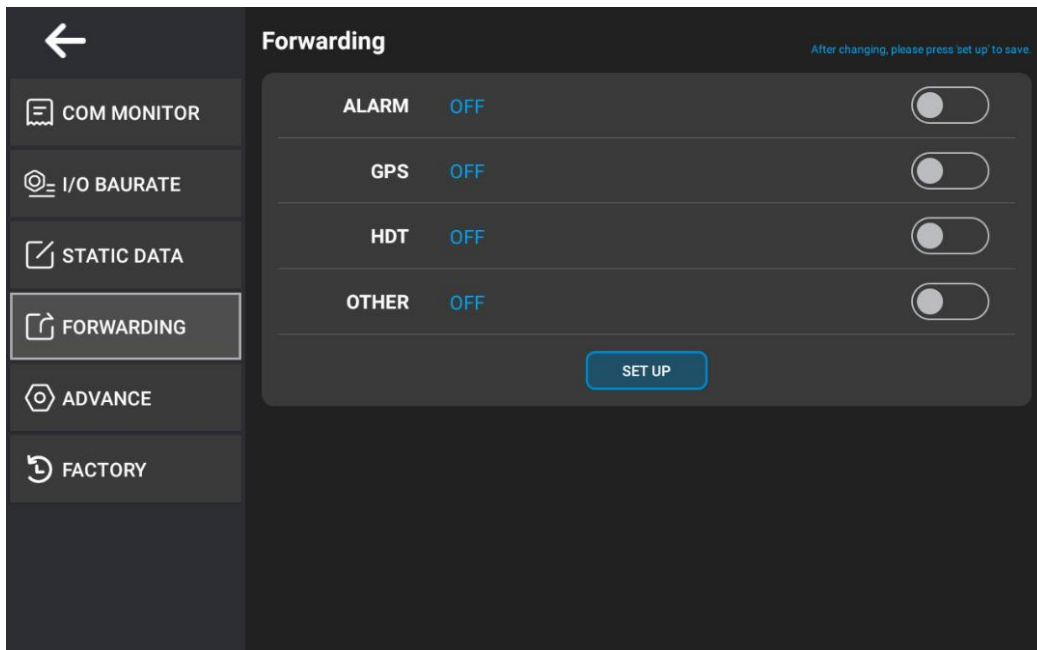 Forwarding
After changing, please press 'set up' to save.
COM MONITOR
I/O BAURATE
STATIC DATA
FORWARDING
ADVANCE
FACTORY
ALARM OFF
GPS OFF
HDT OFF
OTHER OFF
SET UP